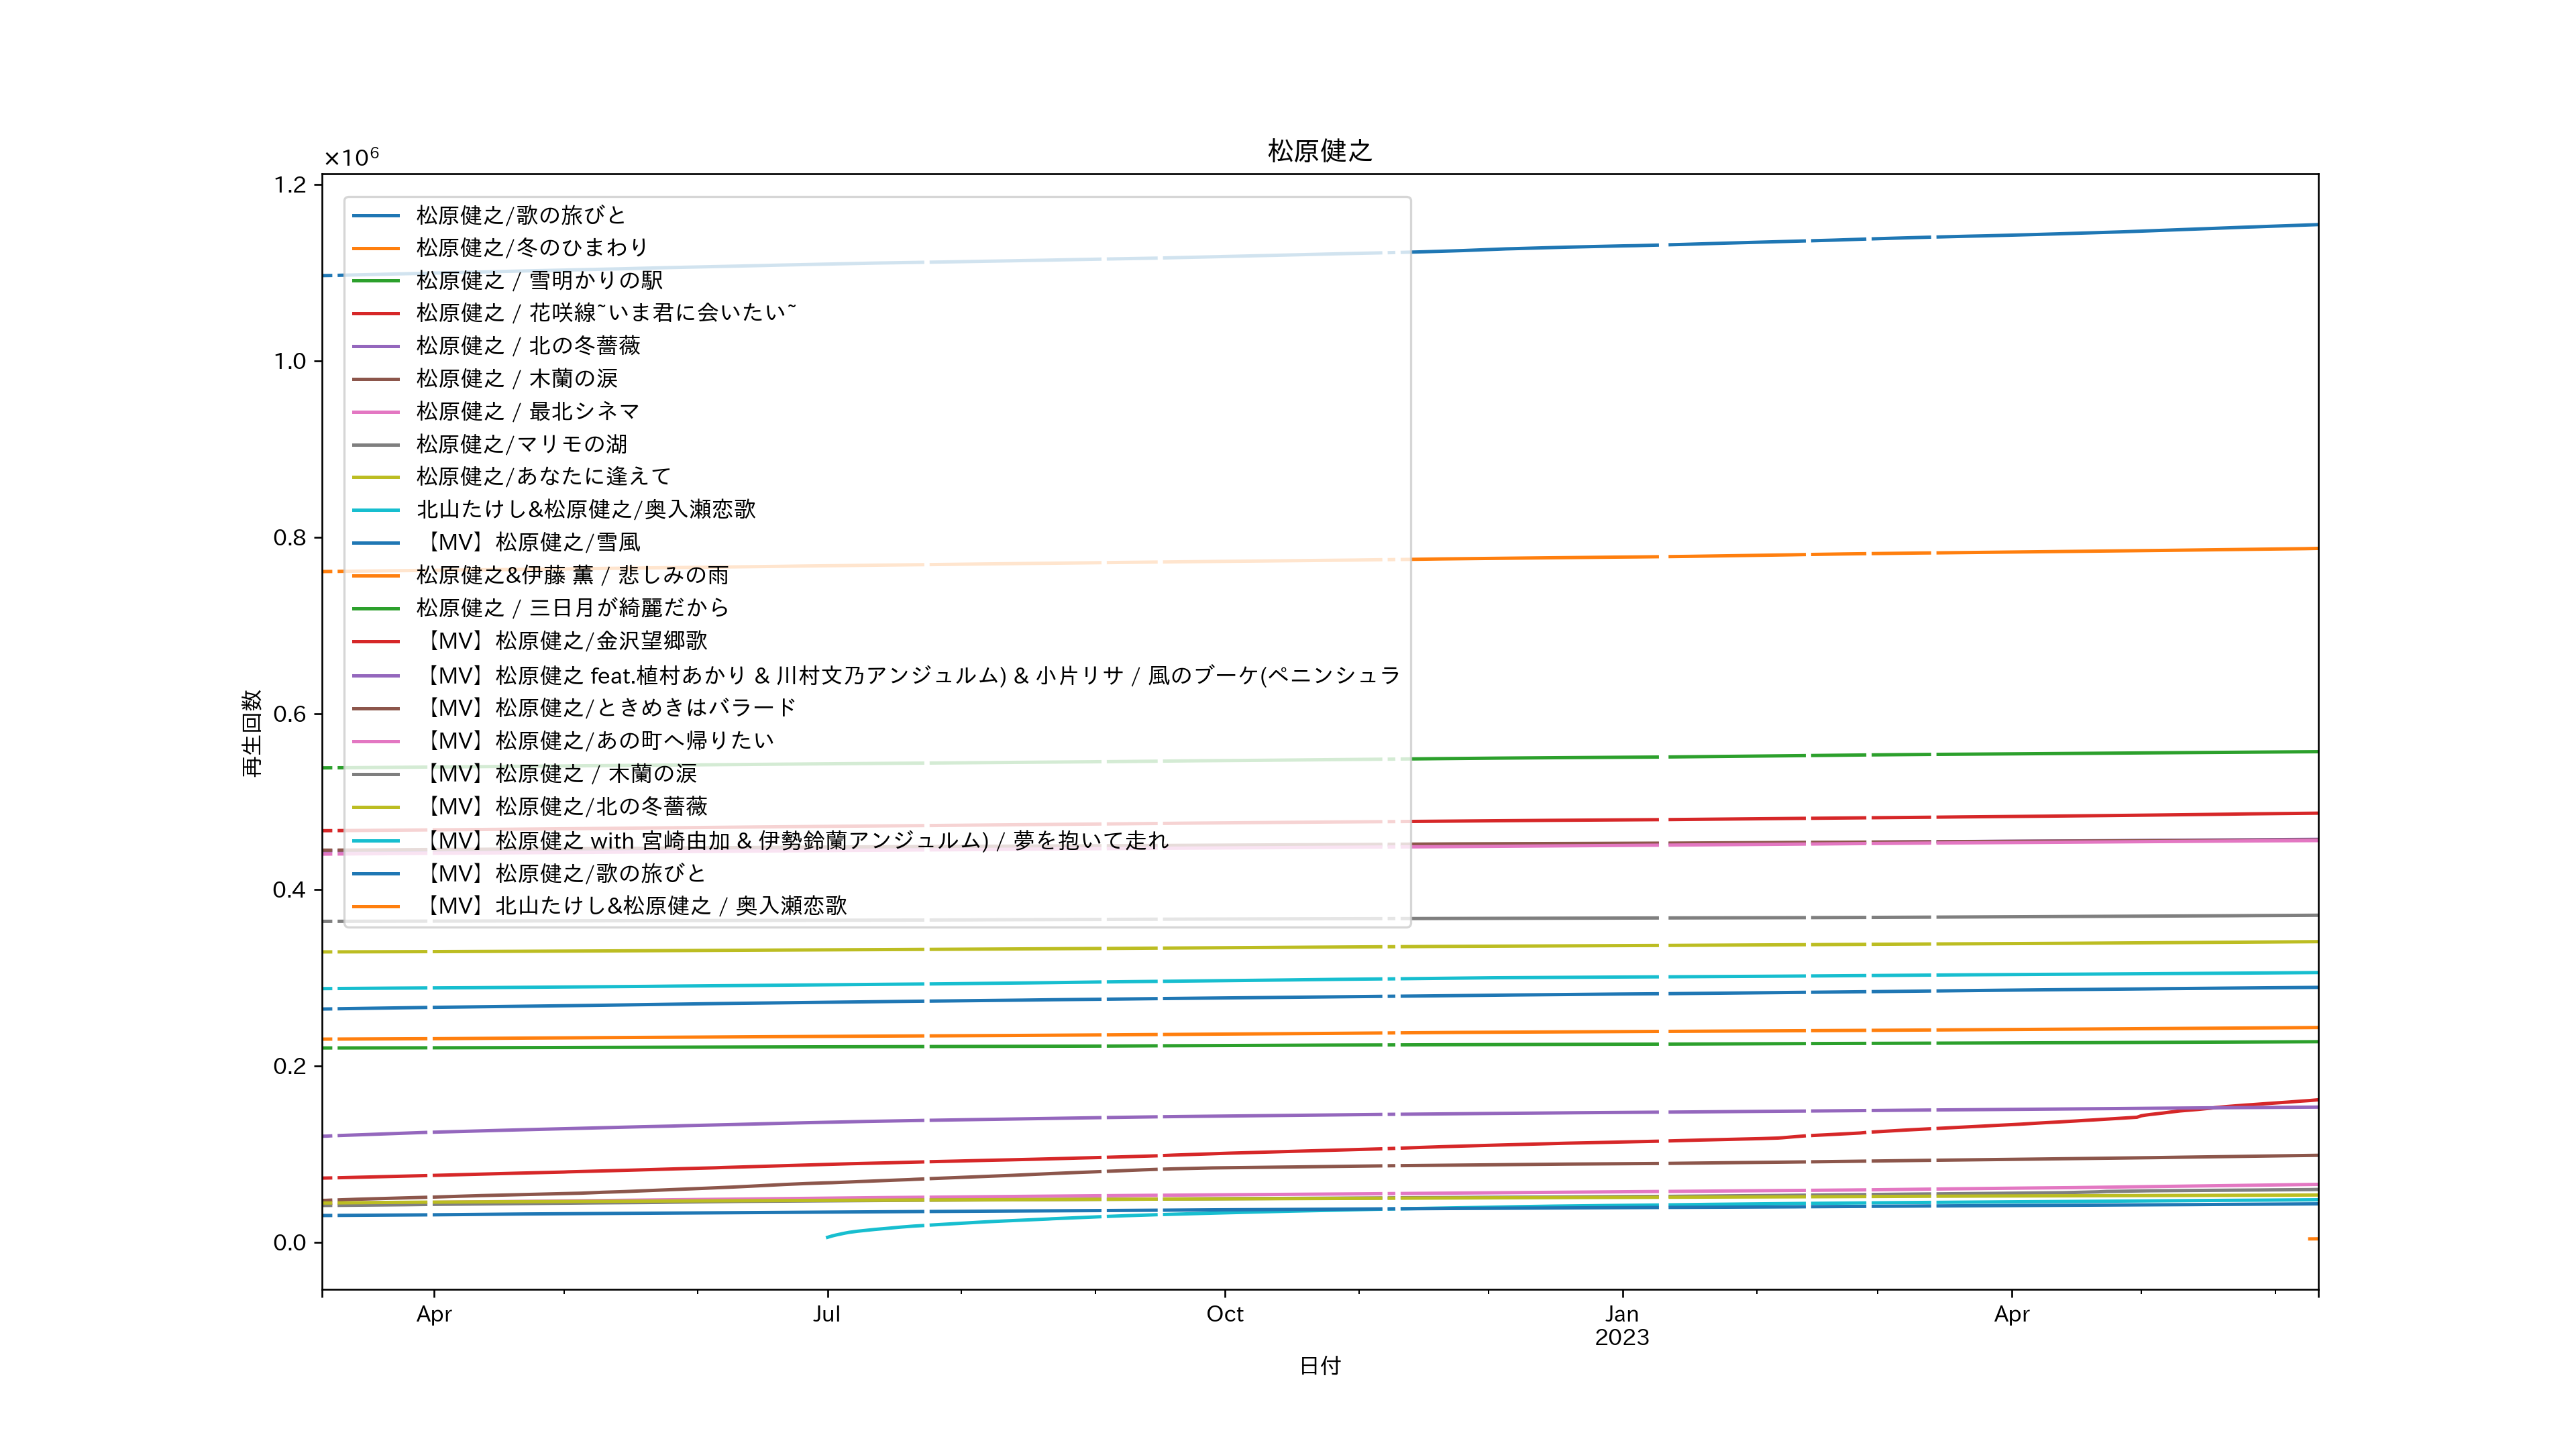 松原健之
×10⁶
1.2
1.0
0.8
0.6
0.4
0.2
0.0
再生回数
松原健之/歌の旅びと
松原健之/冬のひまわり
松原健之 / 雪明かりの駅
松原健之 / 花咲線~いま君に会いたい~
松原健之 / 北の冬薔薇
松原健之 / 木蘭の涙
松原健之 / 最北シネマ
松原健之/マリモの湖
松原健之/あなたに逢えて
北山たけし&松原健之/奥入瀬恋歌
【MV】松原健之/雪風
松原健之&伊藤 薫 / 悲しみの雨
松原健之 / 三日月が綺麗だから
【MV】松原健之/金沢望郷歌
【MV】松原健之 feat.植村あかり & 川村文乃アンジュルム) & 小片リサ / 風のブーケ(ペニンシュラ
【MV】松原健之/ときめきはバラード
【MV】松原健之/あの町へ帰りたい
【MV】松原健之 / 木蘭の涙
【MV】松原健之/北の冬薔薇
【MV】松原健之 with 宮崎由加 & 伊勢鈴蘭アンジュルム) / 夢を抱いて走れ
【MV】松原健之/歌の旅びと
【MV】北山たけし&松原健之 / 奥入瀬恋歌
Apr Jul Oct Jan Apr
2023
日付